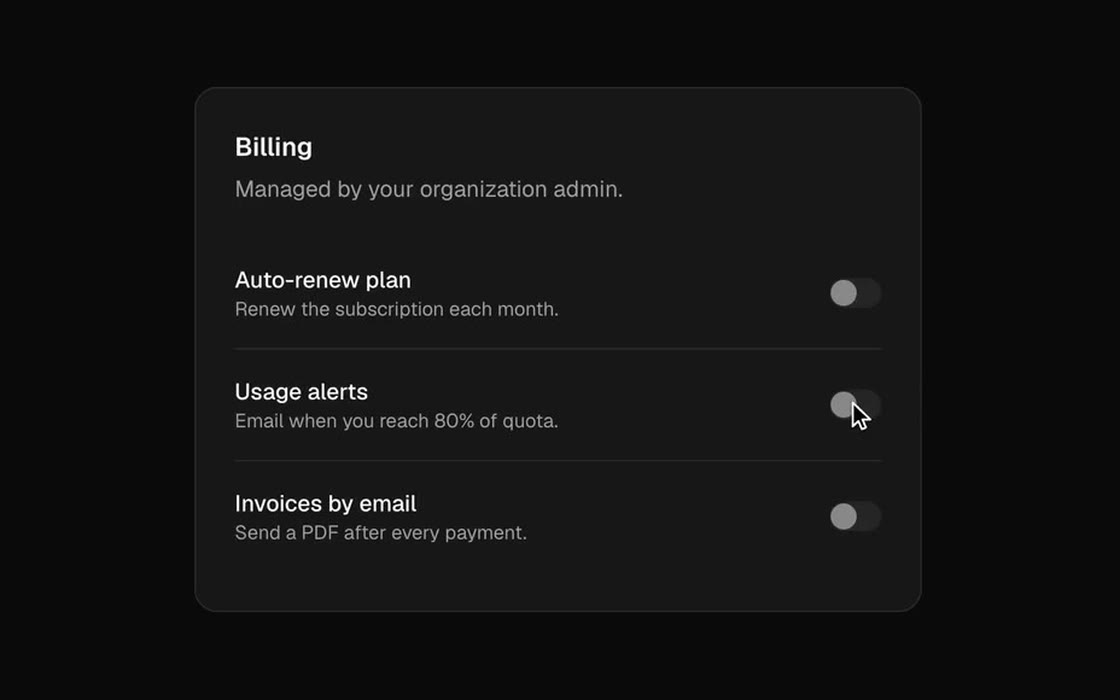 Billing
Managed by your organization admin.
Auto-renew plan
Renew the subscription each month.
Usage alerts
Email when you reach 80% of quota.
Invoices by email
Send a PDF after every payment.